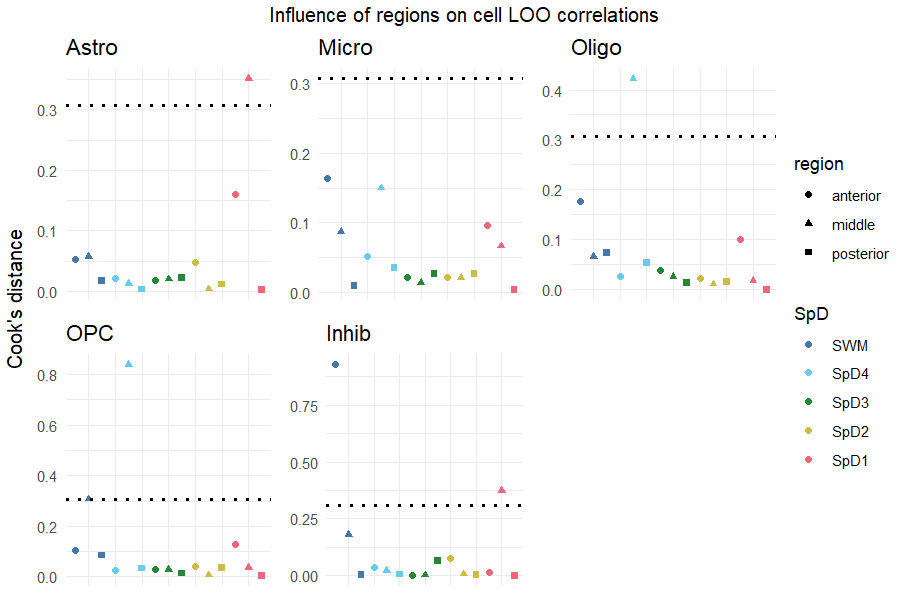 Influence of regions on cell LOO correlations
Cook's distance
Astro
0.3
0.2
0.1
0.0
Micro
0.3
0.2
0.1
0.0
Oligo
0.4
0.3
0.2
0.1
0.0
OPC
0.8
0.6
0.4
0.2
0.0
Inhib
0.75
0.50
0.25
0.00
region
anterior
middle
posterior
SpD
SWM
SpD4
SpD3
SpD2
SpD1